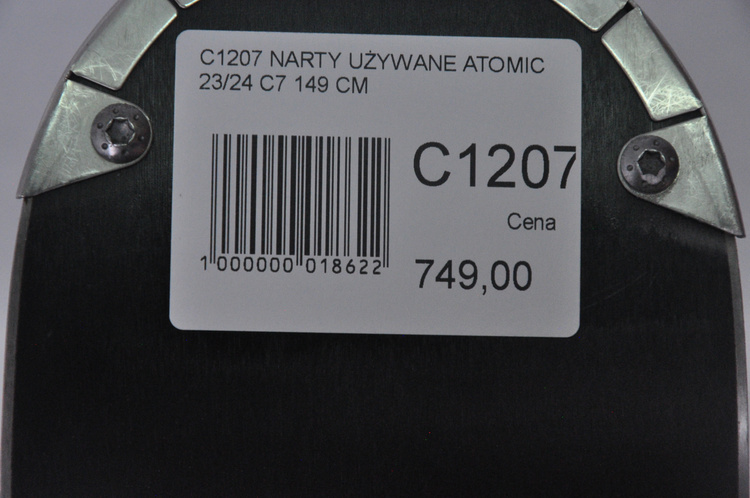 C1207 NARTY UŻYWANE ATOMIC
23/24 C7 149 CM
C1207
Cena
1 000000 018622
749,00